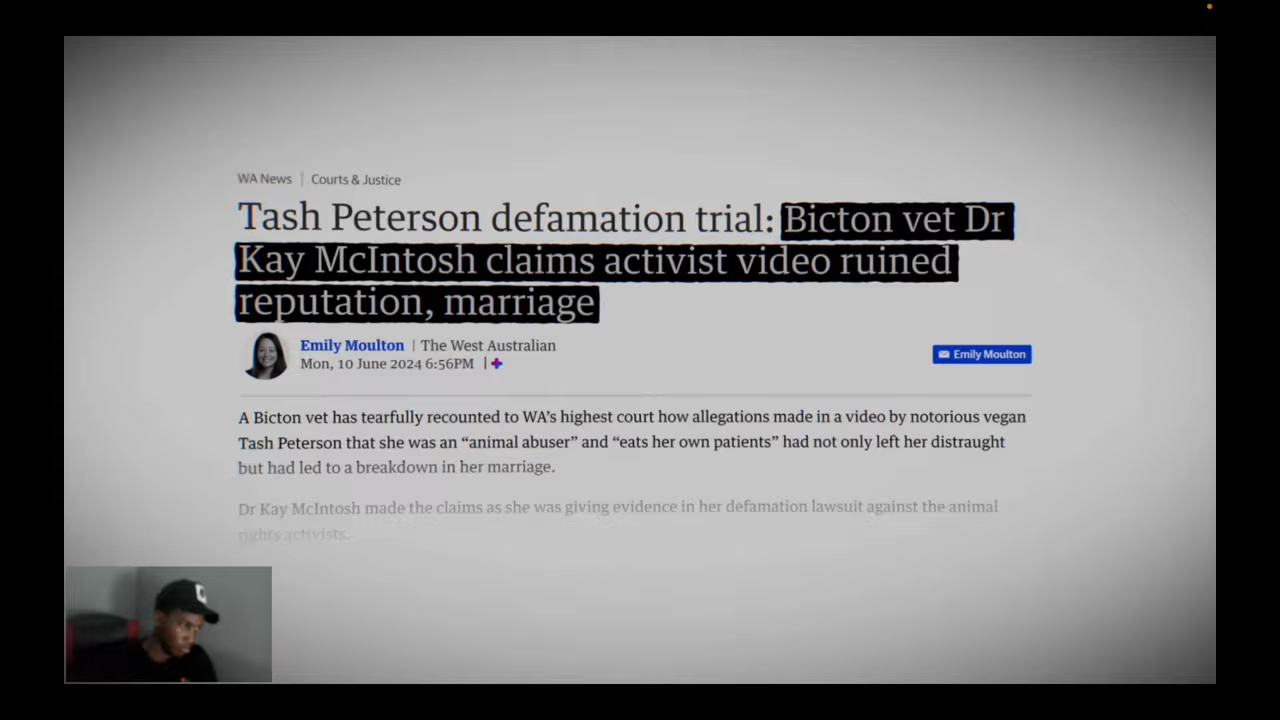 WA News | Courts & Justice
Tash Peterson defamation trial: Bicton vet Dr
Kay McIntosh claims activist video ruined
reputation, marriage
Emily Moulton | The West Australian
Mon, 10 June 2024 6:56PM |
Emily Moulton
A Bicton vet has tearfully recounted to WA’s highest court how allegations made in a video by notorious vegan
Tash Peterson that she was an “animal abuser” and “eats her own patients” had not only left her distraught
but had led to a breakdown in her marriage.
Dr Kay McIntosh made the claims as she was giving evidence in her defamation lawsuit against the animal
rights activists.